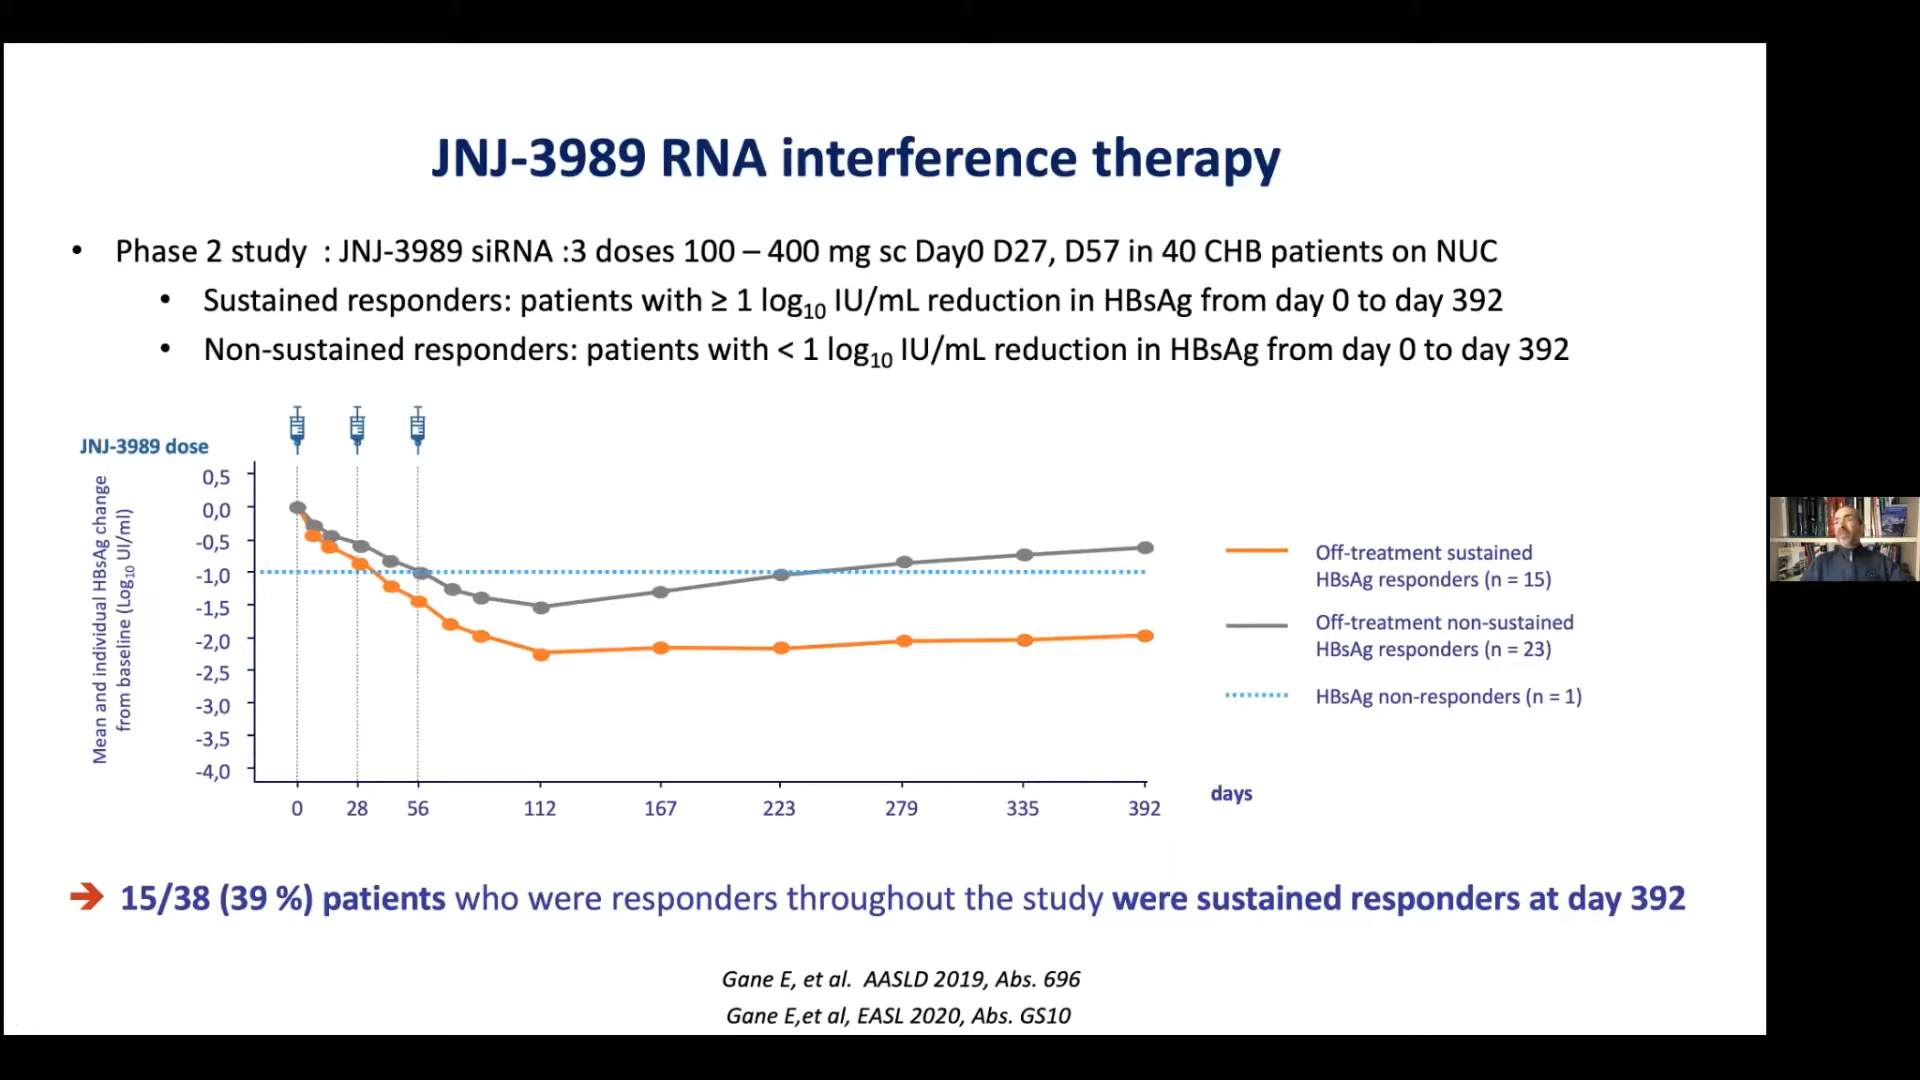 JNJ-3989 RNA interference therapy
• Phase 2 study : JNJ-3989 siRNA :3 doses 100 – 400 mg sc Day0 D27, D57 in 40 CHB patients on NUC
• Sustained responders: patients with ≥ 1 log10 IU/mL reduction in HBsAg from day 0 to day 392
• Non-sustained responders: patients with < 1 log10 IU/mL reduction in HBsAg from day 0 to day 392
JNJ-3989 dose
Mean and individual HBsAg change
from baseline (Log10 UI/ml)
0,5
0,0
-0,5
-1,0
-1,5
-2,0
-2,5
-3,0
-3,5
-4,0
0 28 56 112 167 223 279 335 392
days
Off-treatment sustained
HBsAg responders (n = 15)
Off-treatment non-sustained
HBsAg responders (n = 23)
HBsAg non-responders (n = 1)
15/38 (39 %) patients who were responders throughout the study were sustained responders at day 392
Gane E, et al. AASLD 2019, Abs. 696
Gane E,et al, EASL 2020, Abs. GS10